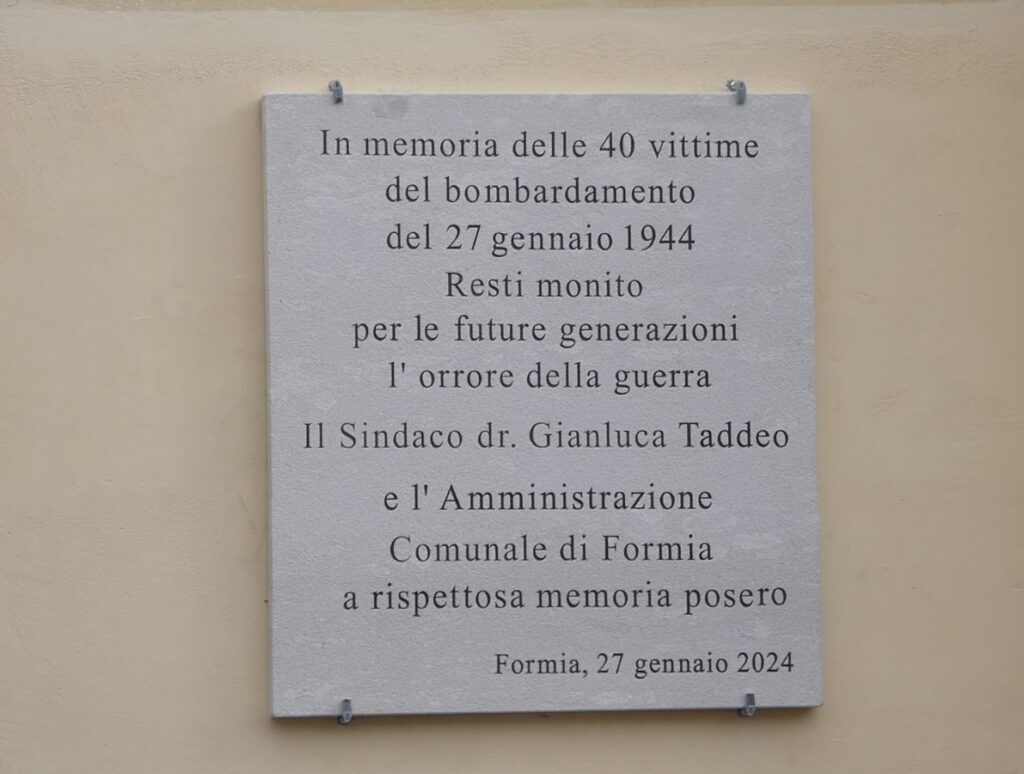 In memoria delle 40 vittime
del bombardamento
del 27 gennaio 1944
Resti monito
per le future generazioni
l' orrore della guerra
Il Sindaco dr. Gianluca Taddeo
e l' Amministrazione
Comunale di Formia
a rispettosa memoria posero
Formia, 27 gennaio 2024